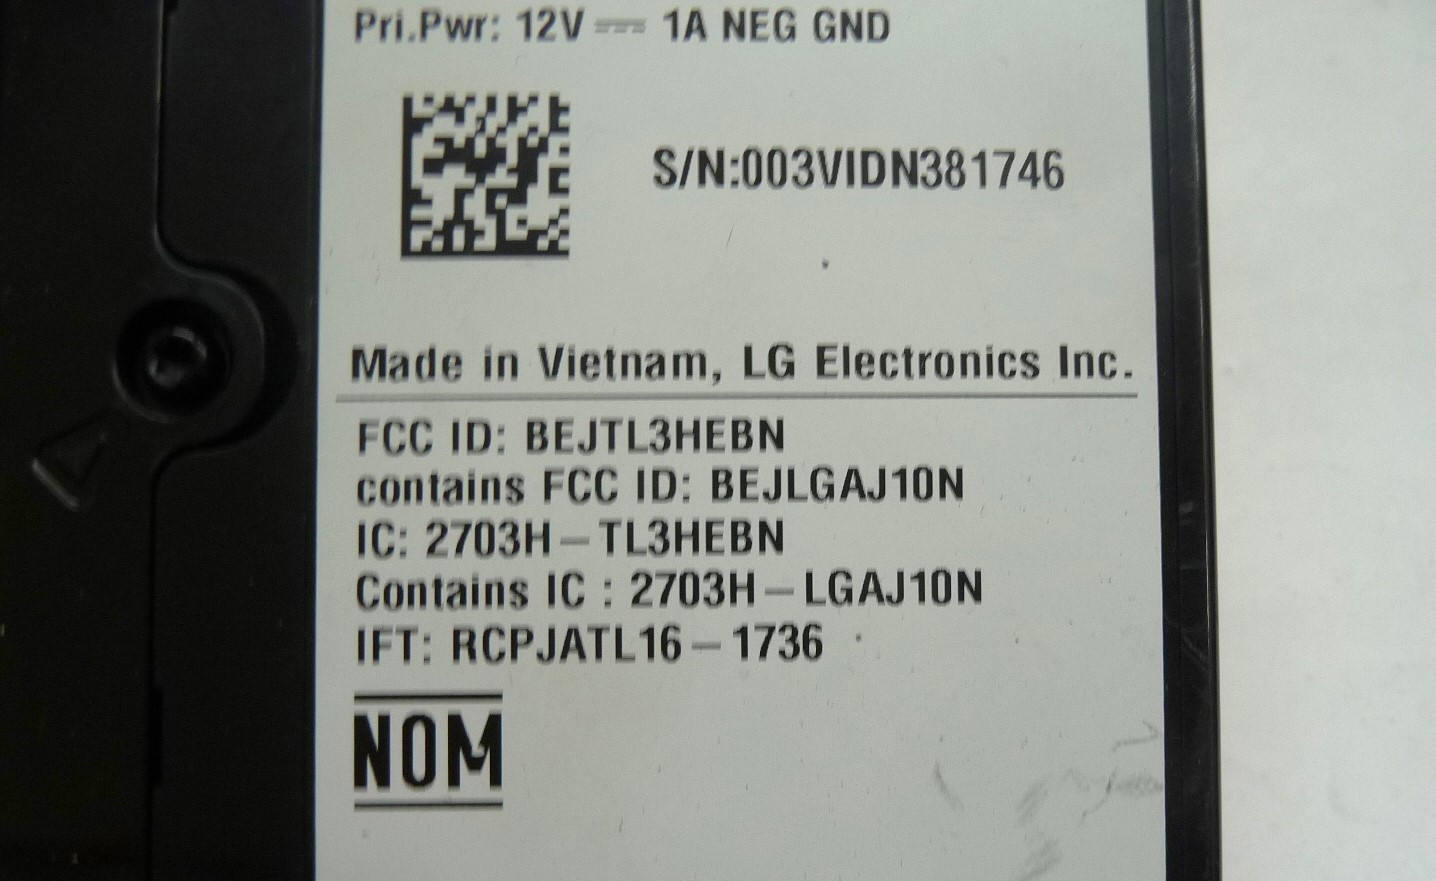 Pri.Pwr: 12V ⎓ 1A NEG GND
S/N:003VIDN381746
Made in Vietnam, LG Electronics Inc.
FCC ID: BEJTL3HEBN
contains FCC ID: BEJLGAJ10N
IC: 2703H-TL3HEBN
Contains IC : 2703H-LGAJ10N
IFT: RCPJATL16-1736
NOM